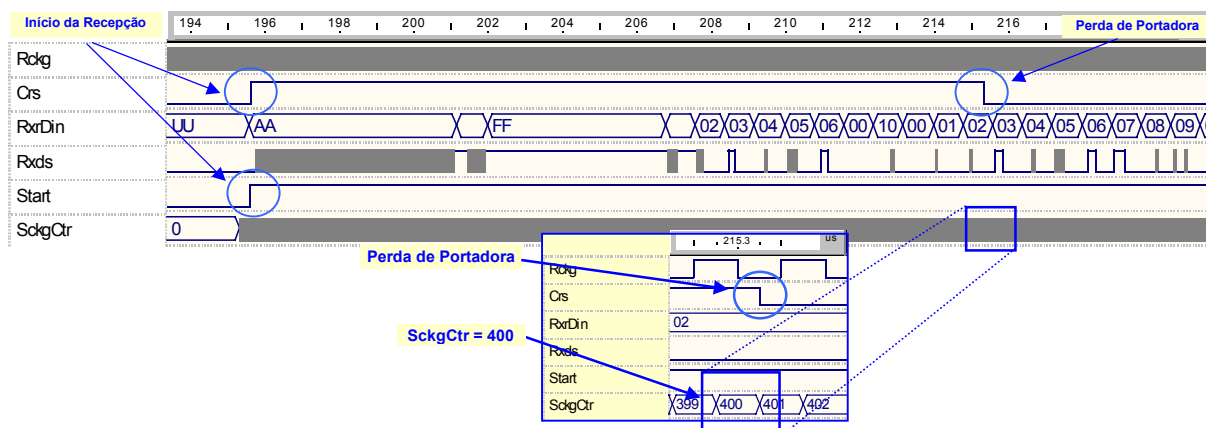 Início da Recepção
194 196 198 200 202 204 206 208 210 212 214 216
Perda de Portadora
Rckg
Crs
RxrDin UU AA FF 02 03 04 05 06 00 10 00 01 02 03 04 05 06 07 08 09
Rxds
Start
SckgCtr 0
215.3 us
Perda de Portadora
Rckg
Crs
RxrDin 02
SckgCtr = 400
Rxds
Start
SckgCtr 399 400 401 402